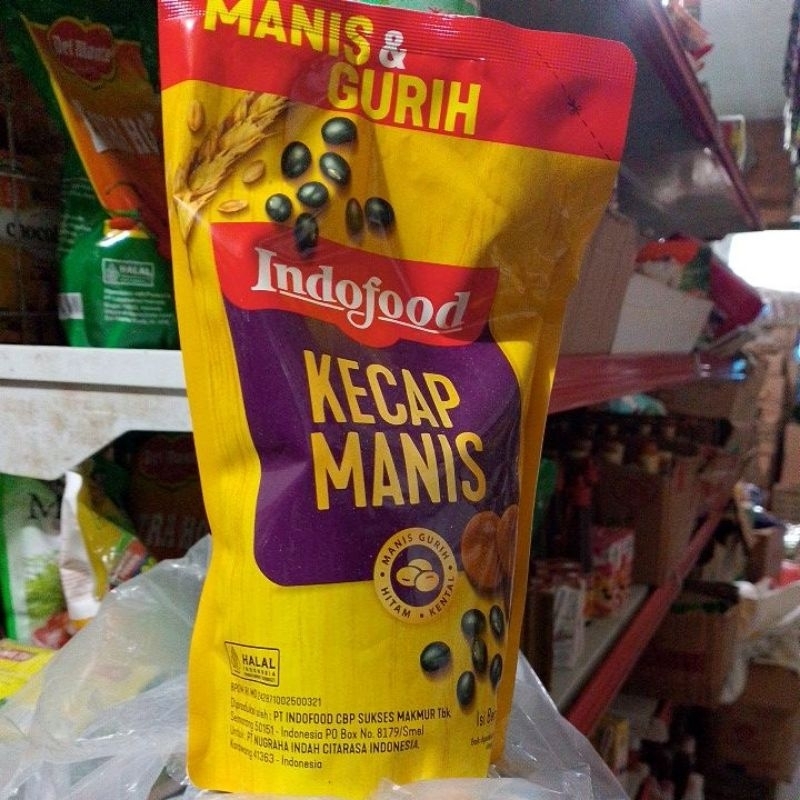 MANIS &
GURIH
Indofood
KECAP
MANIS
MANIS GURIH
HITAM • KENTAL
HALAL
INDONESIA
Diproduksi oleh : PT INDOFOOD CBP SUKSES MAKMUR Tbk
Semarang 50151 - Indonesia PO Box No. 8179/Smel
Untuk: PT NUGRAHA INDAH CITARASA INDONESIA,
Karawang 41363 - Indonesia
Isi Ber
Del Monte
HALAL